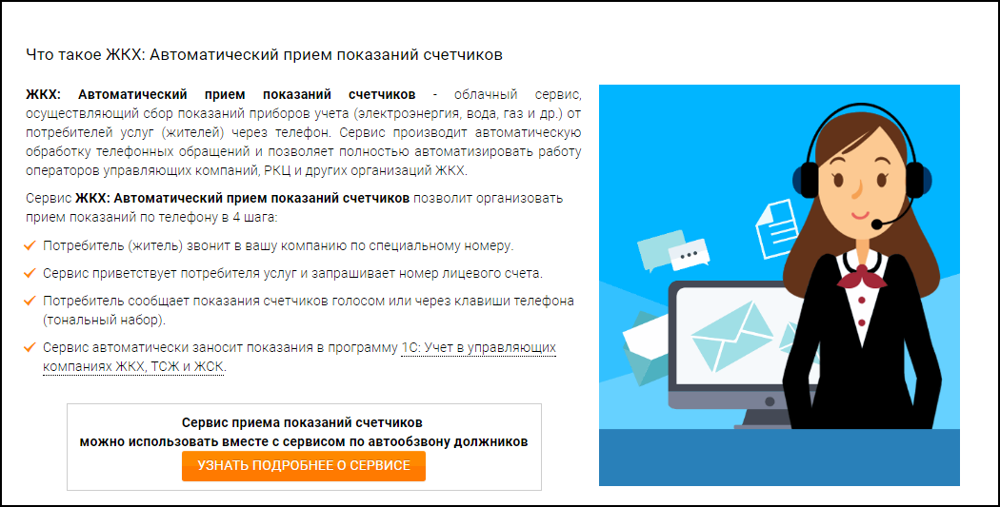 Что такое ЖКХ: Автоматический прием показаний счетчиков
ЖКХ: Автоматический прием показаний счетчиков - облачный сервис,
осуществляющий сбор показаний приборов учета (электроэнергия, вода, газ и др.) от
потребителей услуг (жителей) через телефон. Сервис производит автоматическую
обработку телефонных обращений и позволяет полностью автоматизировать работу
операторов управляющих компаний, РКЦ и других организаций ЖКХ.
Сервис ЖКХ: Автоматический прием показаний счетчиков позволит организовать
прием показаний по телефону в 4 шага:
Потребитель (житель) звонит в вашу компанию по специальному номеру.
Сервис приветствует потребителя услуг и запрашивает номер лицевого счета.
Потребитель сообщает показания счетчиков голосом или через клавиши телефона
(тональный набор).
Сервис автоматически заносит показания в программу 1С: Учет в управляющих
компаниях ЖКХ, ТСЖ и ЖСК.
Сервис приема показаний счетчиков
можно использовать вместе с сервисом по автообзвону должников
УЗНАТЬ ПОДРОБНЕЕ О СЕРВИСЕ